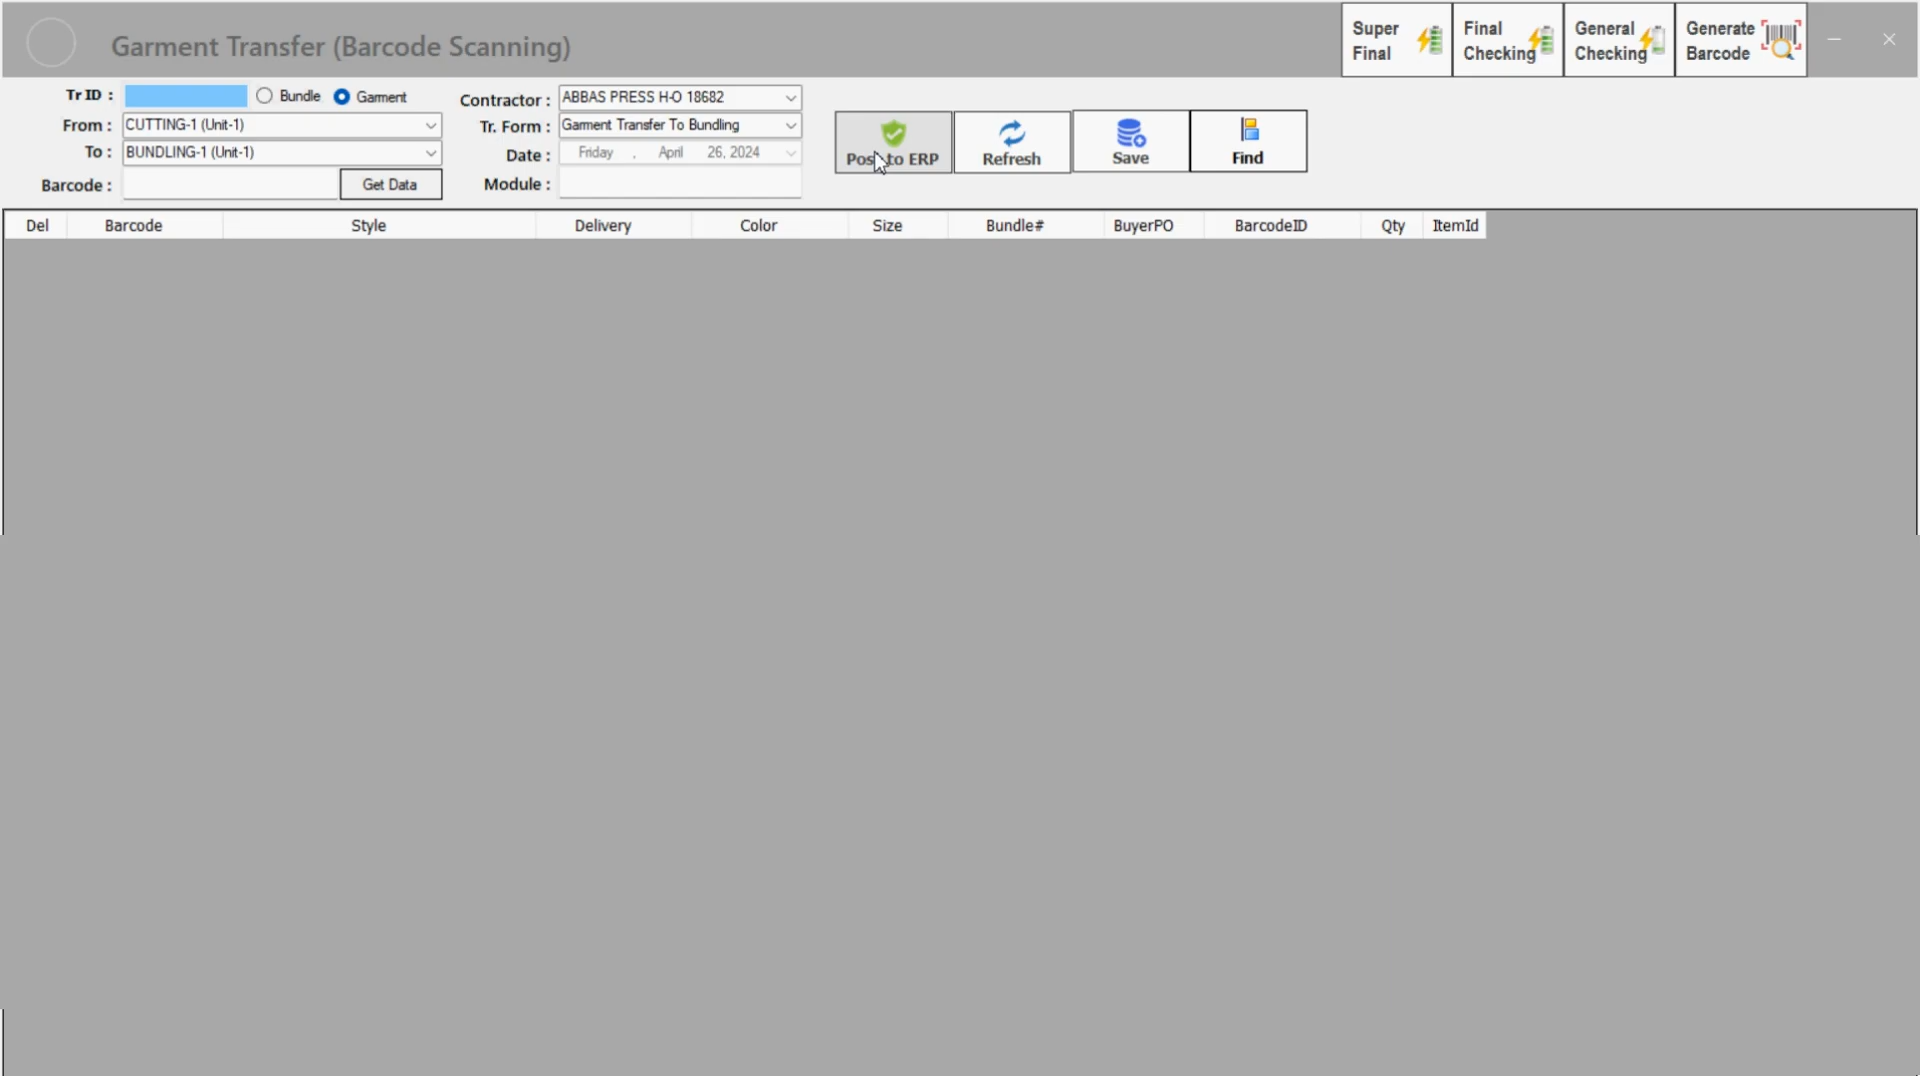 Garment Transfer (Barcode Scanning)
Super Final
Final Checking
General Checking
Generate Barcode
Tr ID :
Bundle
Garment
Contractor :
ABBAS PRESS H-O 18682
From :
CUTTING-1 (Unit-1)
Tr. Form :
Garment Transfer To Bundling
To :
BUNDLING-1 (Unit-1)
Date :
Friday , April 26, 2024
Barcode :
Get Data
Module :
Post to ERP
Refresh
Save
Find
Del Barcode Style Delivery Color Size Bundle# BuyerPO BarcodeID Qty ItemId